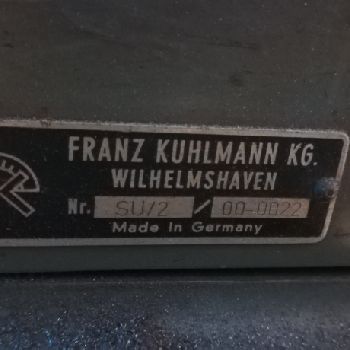 FRANZ KUHLMANN KG.
WILHELMSHAVEN
Nr. SU/2 / 00-0022
Made in Germany